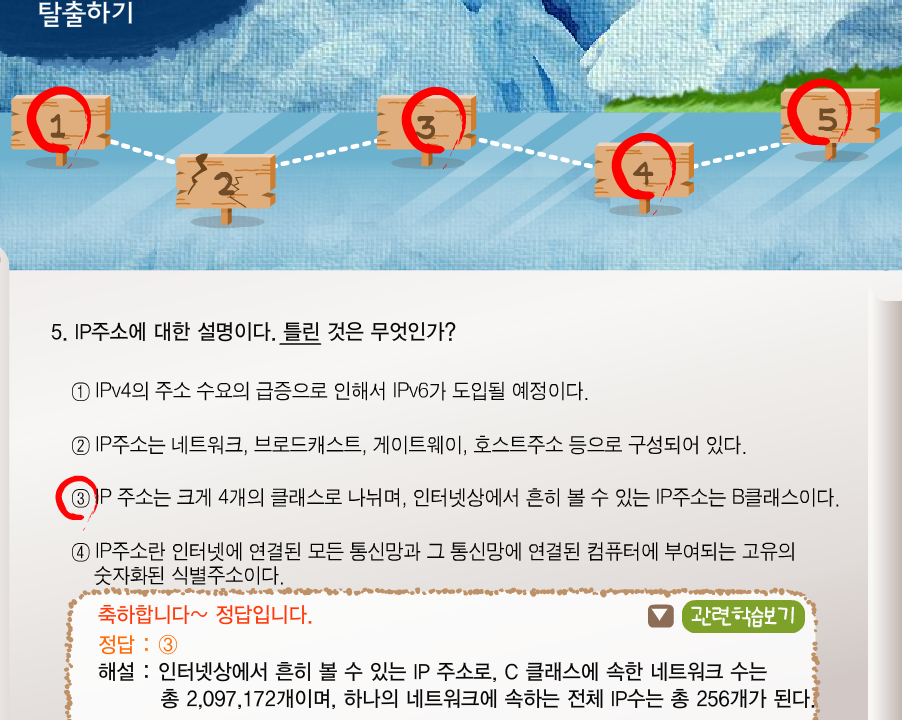 탈출하기
1
2
3
4
5
5. IP주소에 대한 설명이다. 틀린 것은 무엇인가?
① IPv4의 주소 수요의 급증으로 인해서 IPv6가 도입될 예정이다.
② IP주소는 네트워크, 브로드캐스트, 게이트웨이, 호스트주소 등으로 구성되어 있다.
③ IP 주소는 크게 4개의 클래스로 나뉘며, 인터넷상에서 흔히 볼 수 있는 IP주소는 B클래스이다.
④ IP주소란 인터넷에 연결된 모든 통신망과 그 통신망에 연결된 컴퓨터에 부여되는 고유의
숫자화된 식별주소이다.
축하합니다~ 정답입니다.
관련학습보기
정답 : ③
해설 : 인터넷상에서 흔히 볼 수 있는 IP 주소로, C 클래스에 속한 네트워크 수는
총 2,097,172개이며, 하나의 네트워크에 속하는 전체 IP수는 총 256개가 된다.